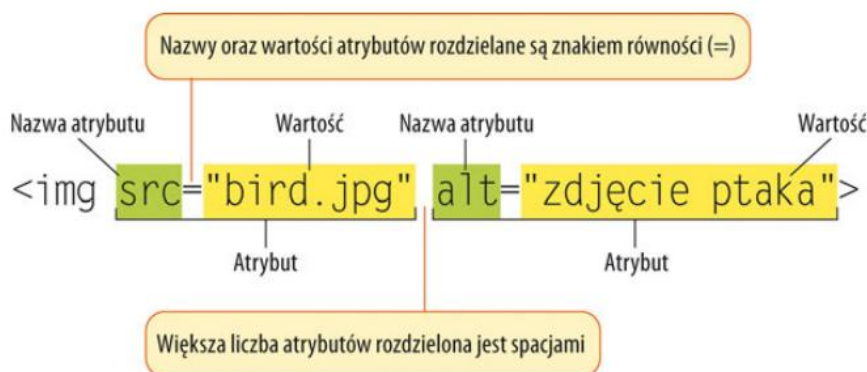 Nazwy oraz wartości atrybutów rozdzielane są znakiem równości (=)
Nazwa atrybutu Wartość Nazwa atrybutu Wartość
<img src="bird.jpg" alt="zdjęcie ptaka">
Atrybut Atrybut
Większa liczba atrybutów rozdzielona jest spacjami